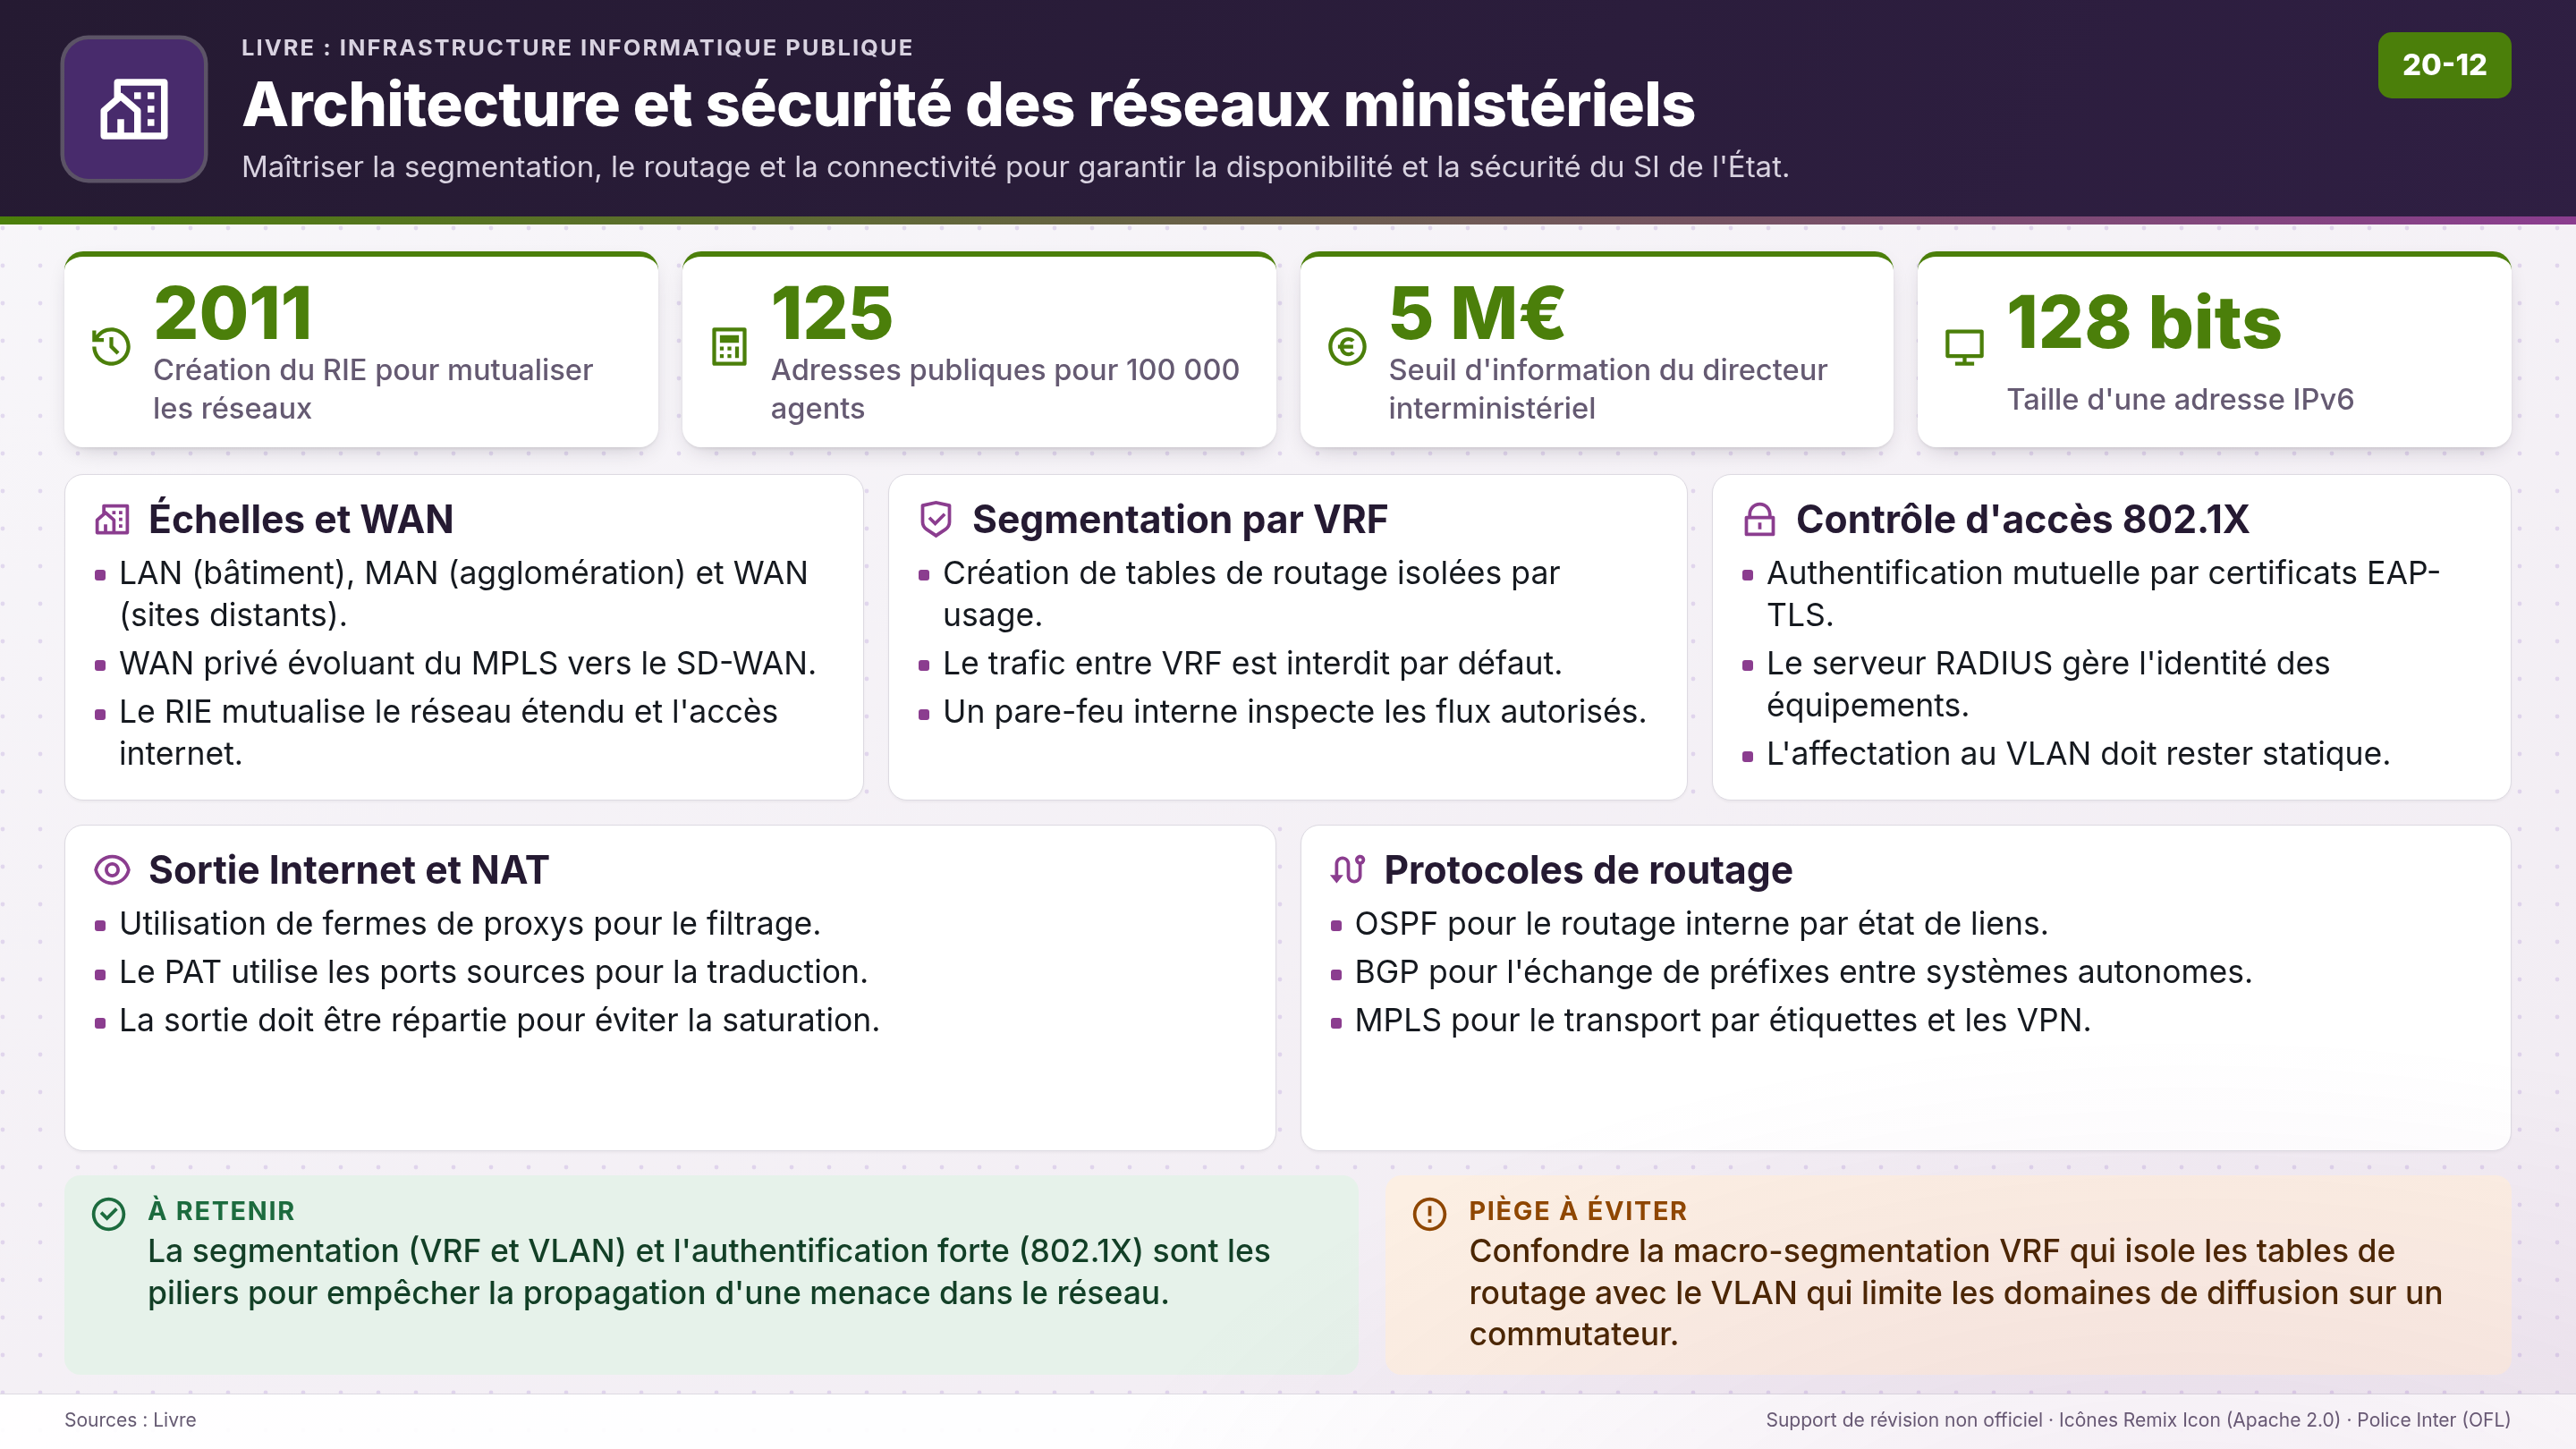 LIVRE : INFRASTRUCTURE INFORMATIQUE PUBLIQUE
Architecture et sécurité des réseaux ministériels
Maîtriser la segmentation, le routage et la connectivité pour garantir la disponibilité et la sécurité du SI de l'État.
20-12
2011
Création du RIE pour mutualiser
les réseaux
125
Adresses publiques pour 100 000
agents
5 M€
Seuil d'information du directeur
interministériel
128 bits
Taille d'une adresse IPv6
Échelles et WAN
LAN (bâtiment), MAN (agglomération) et WAN
(sites distants).
WAN privé évoluant du MPLS vers le SD-WAN.
Le RIE mutualise le réseau étendu et l'accès
internet.
Segmentation par VRF
Création de tables de routage isolées par
usage.
Le trafic entre VRF est interdit par défaut.
Un pare-feu interne inspecte les flux autorisés.
Contrôle d'accès 802.1X
Authentification mutuelle par certificats EAP-
TLS.
Le serveur RADIUS gère l'identité des
équipements.
L'affectation au VLAN doit rester statique.
Sortie Internet et NAT
Utilisation de fermes de proxys pour le filtrage.
Le PAT utilise les ports sources pour la traduction.
La sortie doit être répartie pour éviter la saturation.
Protocoles de routage
OSPF pour le routage interne par état de liens.
BGP pour l'échange de préfixes entre systèmes autonomes.
MPLS pour le transport par étiquettes et les VPN.
À RETENIR
La segmentation (VRF et VLAN) et l'authentification forte (802.1X) sont les
piliers pour empêcher la propagation d'une menace dans le réseau.
PIÈGE À ÉVITER
Confondre la macro-segmentation VRF qui isole les tables de
routage avec le VLAN qui limite les domaines de diffusion sur un
commutateur.
Sources : Livre
Support de révision non officiel · Icônes Remix Icon (Apache 2.0) · Police Inter (OFL)